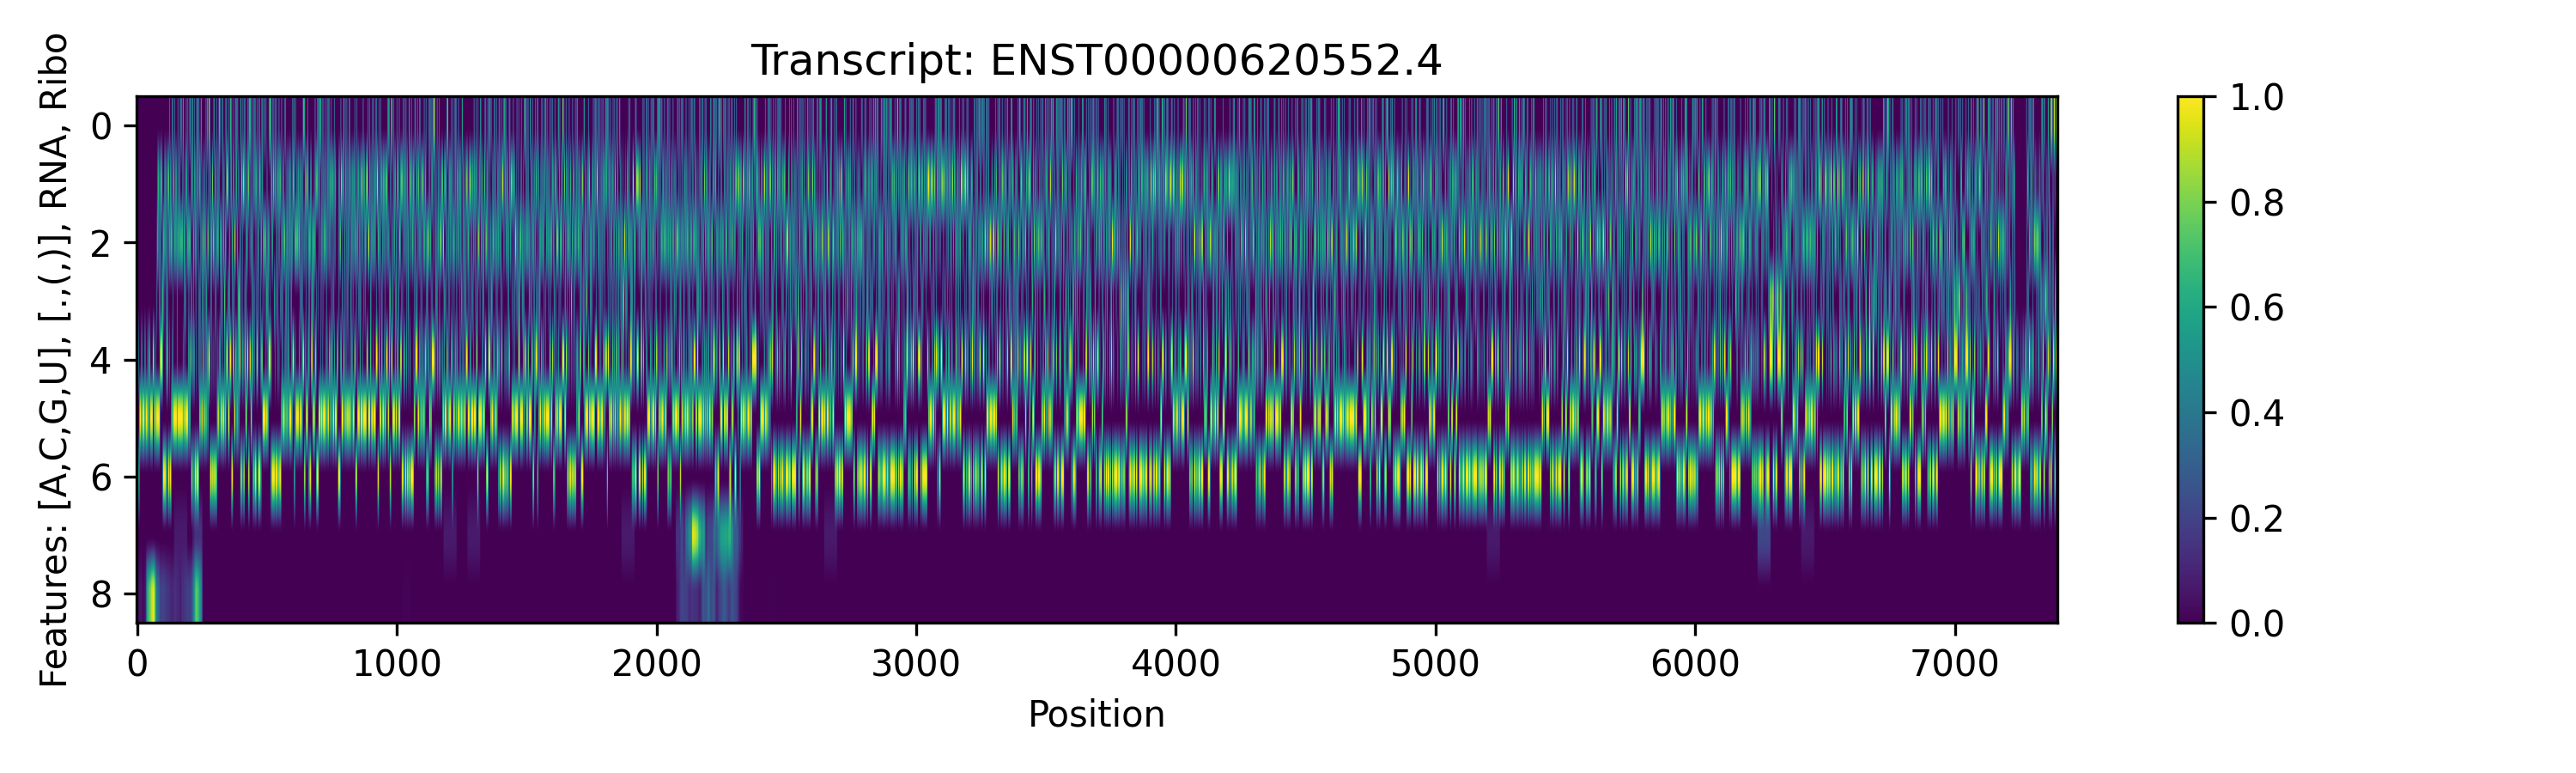 Transcript: ENST00000620552.4
Features: [A,C,G,U], [.,(,)], RNA, Ribo
0
2
4
6
8
0 1000 2000 3000 4000 5000 6000 7000
Position
1.0
0.8
0.6
0.4
0.2
0.0